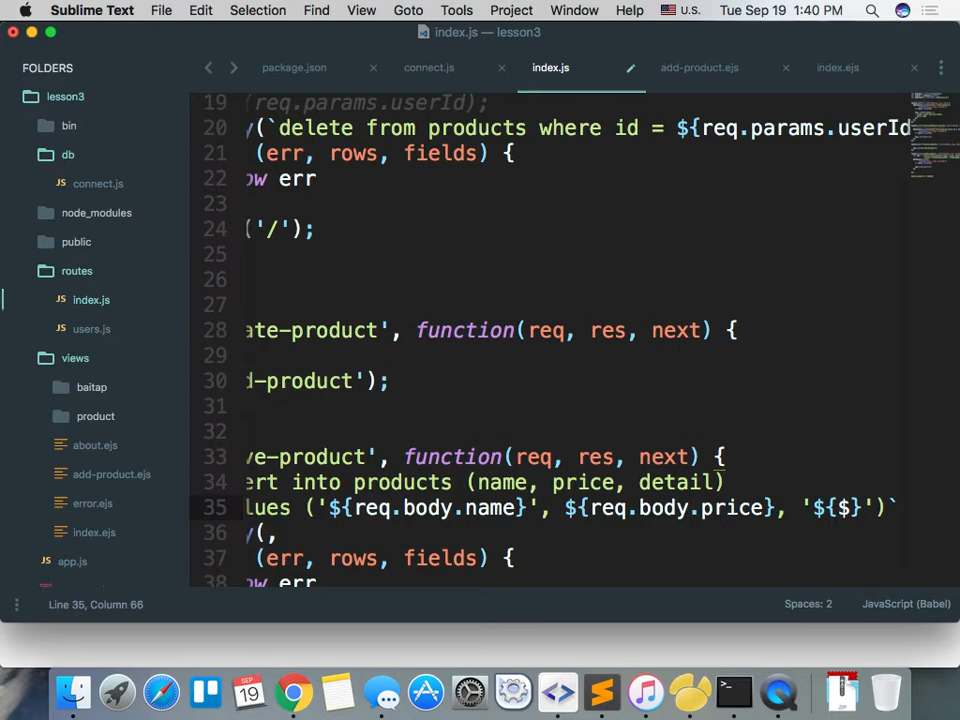 Sublime Text File Edit Selection Find View Goto Tools Project Window Help U.S. Tue Sep 19 1:40 PM
index.js — lesson3
FOLDERS
lesson3
bin
db
JS connect.js
node_modules
public
routes
JS index.js
JS users.js
views
baitap
product
about.ejs
add-product.ejs
error.ejs
index.ejs
JS app.js
package.json connect.js index.js add-product.ejs index.ejs
19 (req.params.userId);
20 y(`delete from products where id = ${req.params.userId
21 (err, rows, fields) {
22 ow err
23
24 ('/');
25
26
27
28 ate-product', function(req, res, next) {
29
30 d-product');
31
32
33 ve-product', function(req, res, next) {
34 ert into products (name, price, detail)
35 lues ('${req.body.name}', ${req.body.price}, '${$}')`
36 y(,
37 (err, rows, fields) {
38 ow err
Line 35, Column 66 Spaces: 2 JavaScript (Babel)
19
ZIP